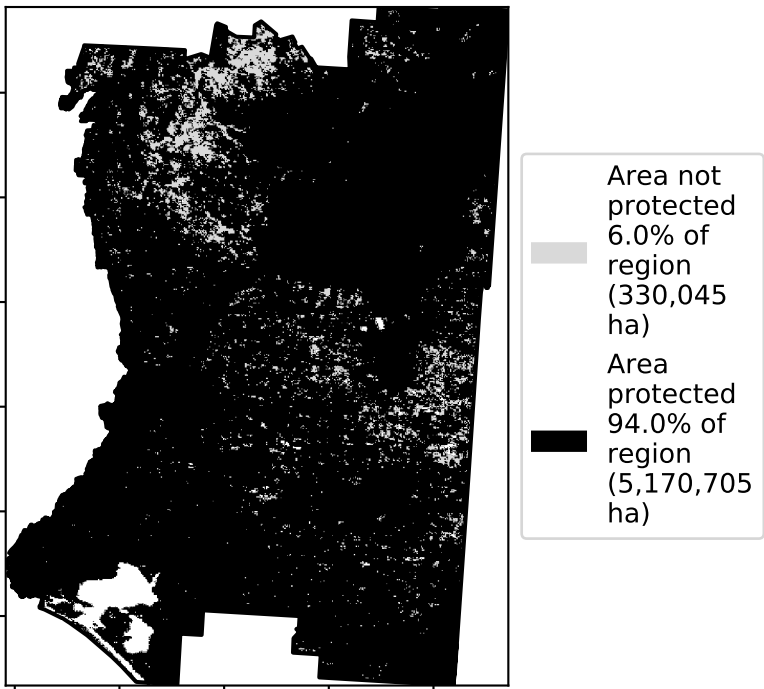 Area not
protected
6.0% of
region
(330,045
ha)
Area
protected
94.0% of
region
(5,170,705
ha)